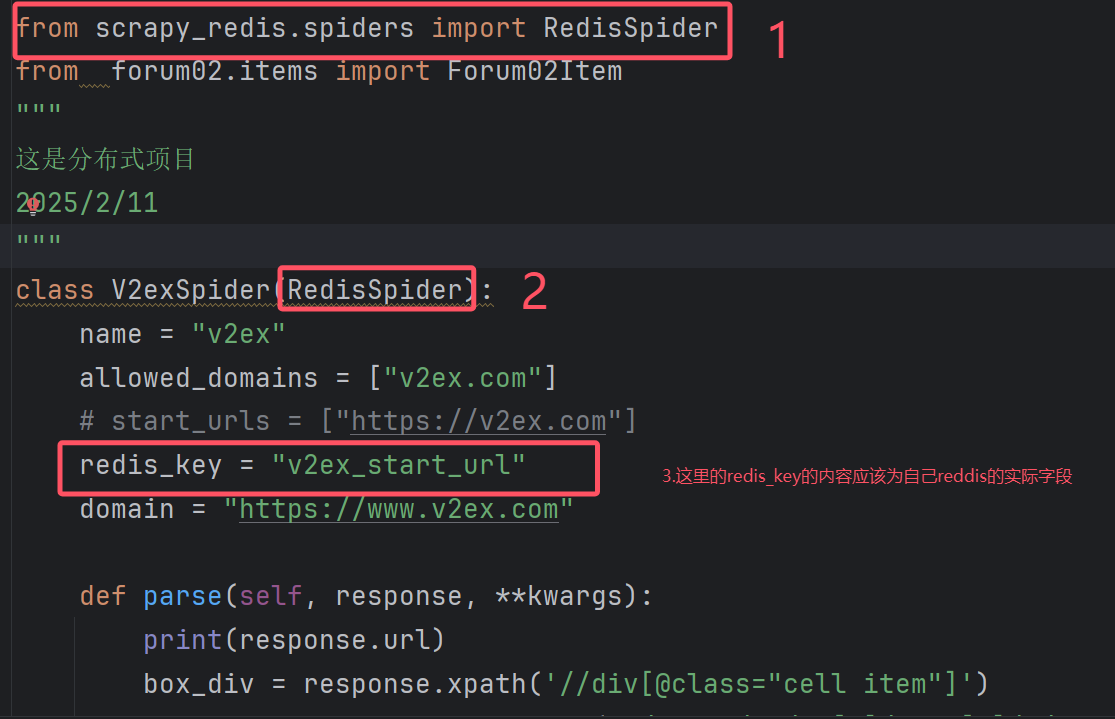 from scrapy_redis.spiders import RedisSpider 1
from  forum02.items import Forum02Item
"""
这是分布式项目
2025/2/11
"""
class V2exSpider(RedisSpider): 2
    name = "v2ex"
    allowed_domains = ["v2ex.com"]
    # start_urls = ["https://v2ex.com"]
    redis_key = "v2ex_start_url" 3.这里的redis_key的内容应该为自己reddis的实际字段
    domain = "https://www.v2ex.com"
    def parse(self, response, **kwargs):
        print(response.url)
        box_div = response.xpath('//div[@class="cell item"]')